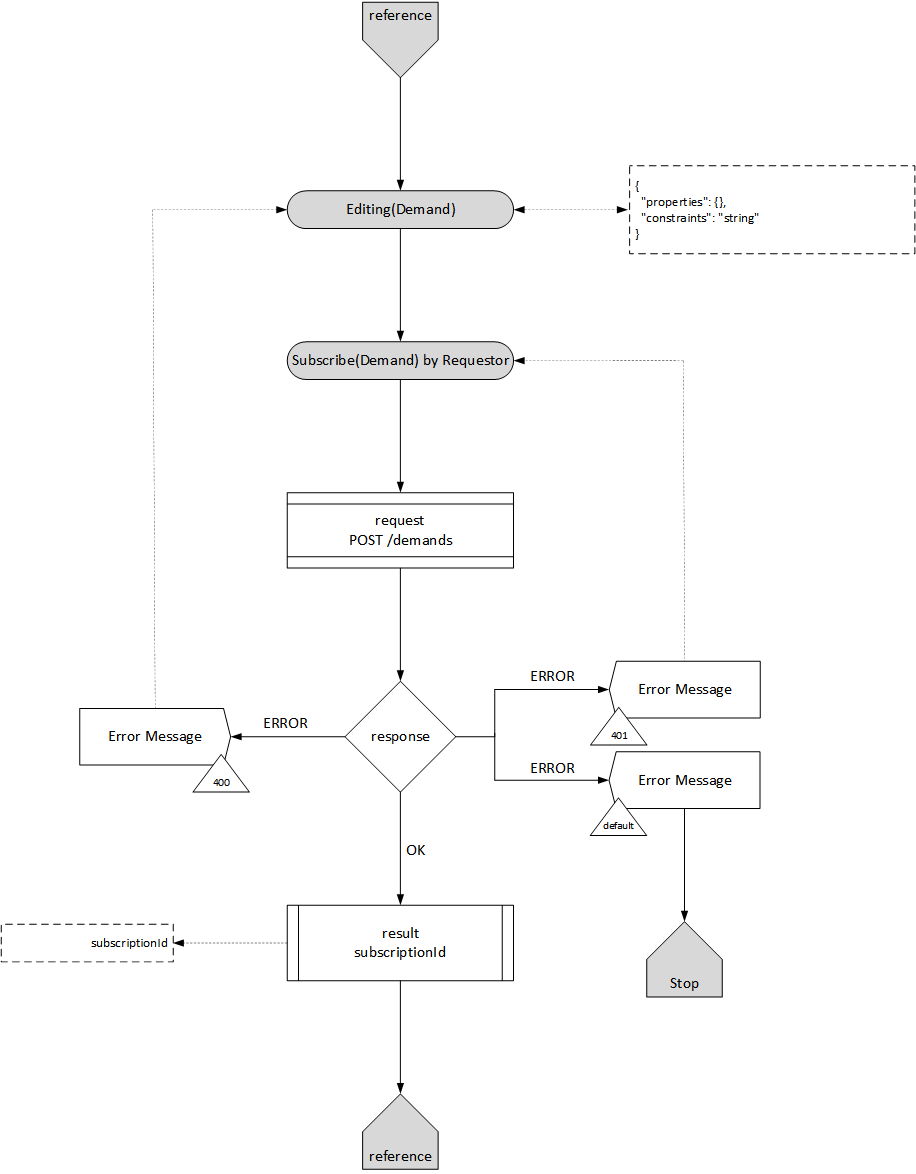 reference
Editing(Demand)
{
"properties": {},
"constraints": "string"
}
Subscribe(Demand) by Requestor
request
POST /demands
ERROR
Error Message
401
Error Message
400
ERROR
response
ERROR
Error Message
default
OK
subscriptionId
result
subscriptionId
Stop
reference